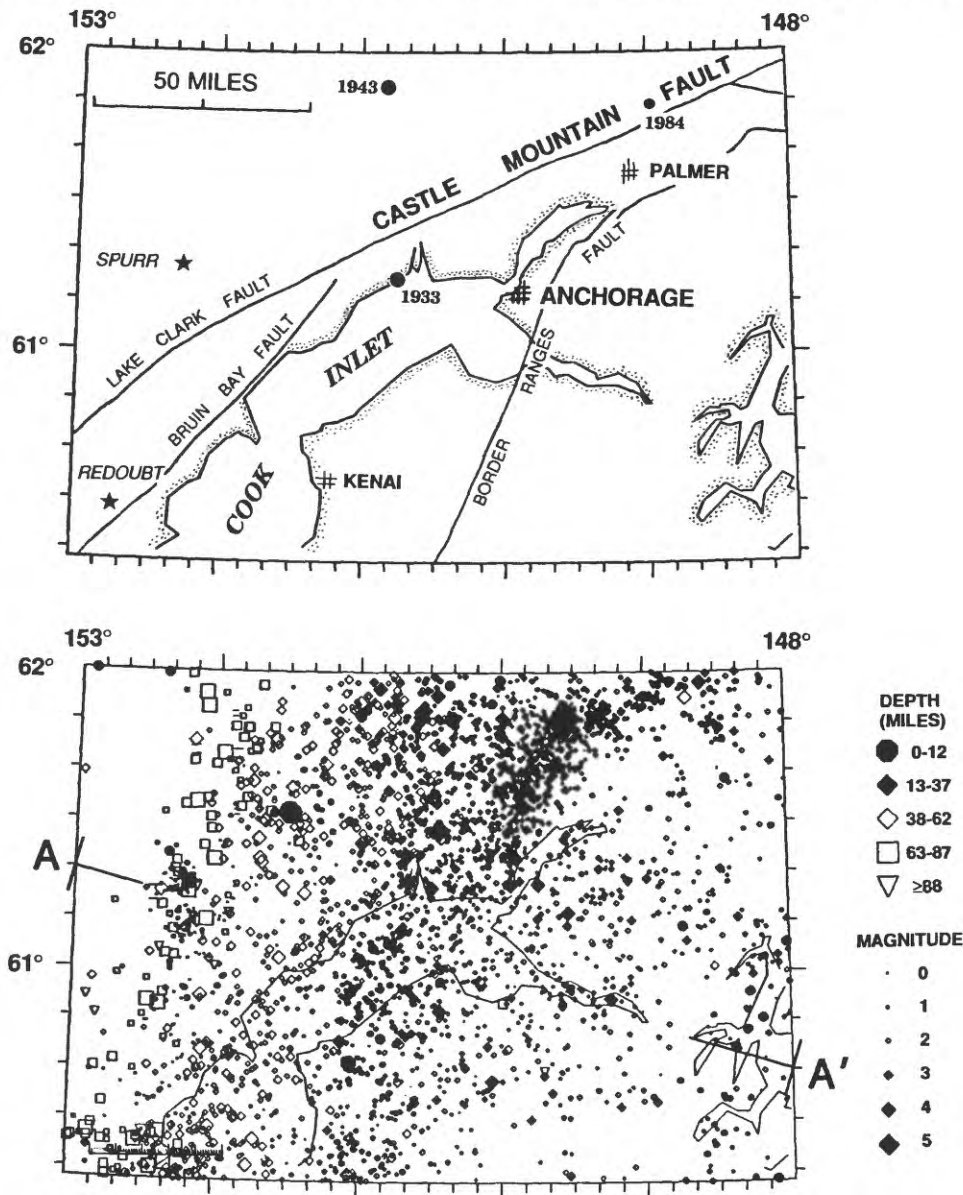 153°
148°
62°
50 MILES
1943
1984
CASTLE MOUNTAIN FAULT
PALMER
SPURR
LAKE CLARK FAULT
1933
ANCHORAGE
BORDER RANGES FAULT
61°
BRUIN BAY FAULT
COOK INLET
REDOUBT
KENAI
153°
148°
62°
61°
A
A'
DEPTH
(MILES)
0-12
13-37
38-62
63-87
≥88
MAGNITUDE
0
1
2
3
4
5